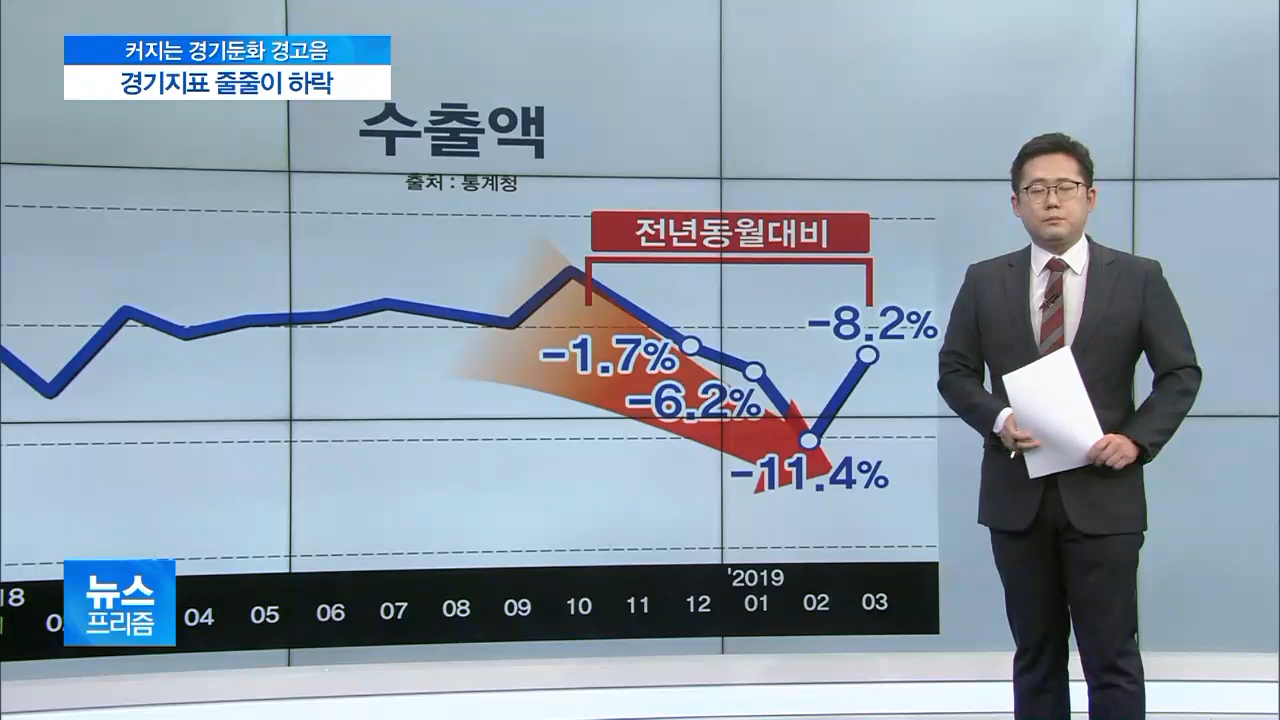 커지는 경기둔화 경고음
경기지표 줄줄이 하락
수출액
출처 : 통계청
전년동월대비
-8.2%
-1.7%
-6.2%
-11.4%
'2019
04 05 06 07 08 09 10 11 12 01 02 03
뉴스
프리즘